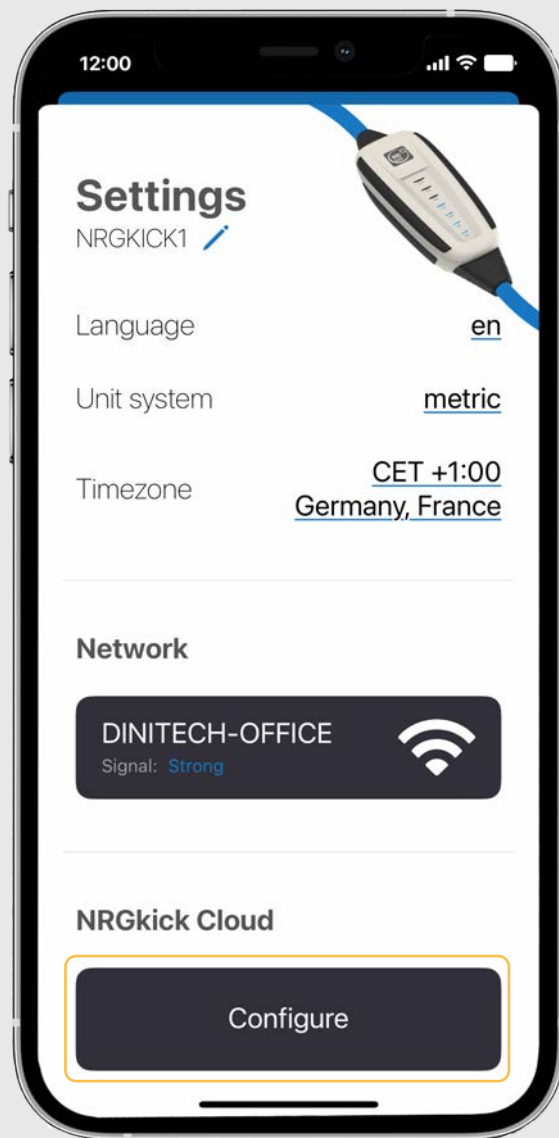 12:00
Settings
NRGKICK1
Language
en
Unit system
metric
Timezone
CET +1:00
Germany, France
Network
DINITECH-OFFICE
Signal: Strong
NRGkick Cloud
Configure